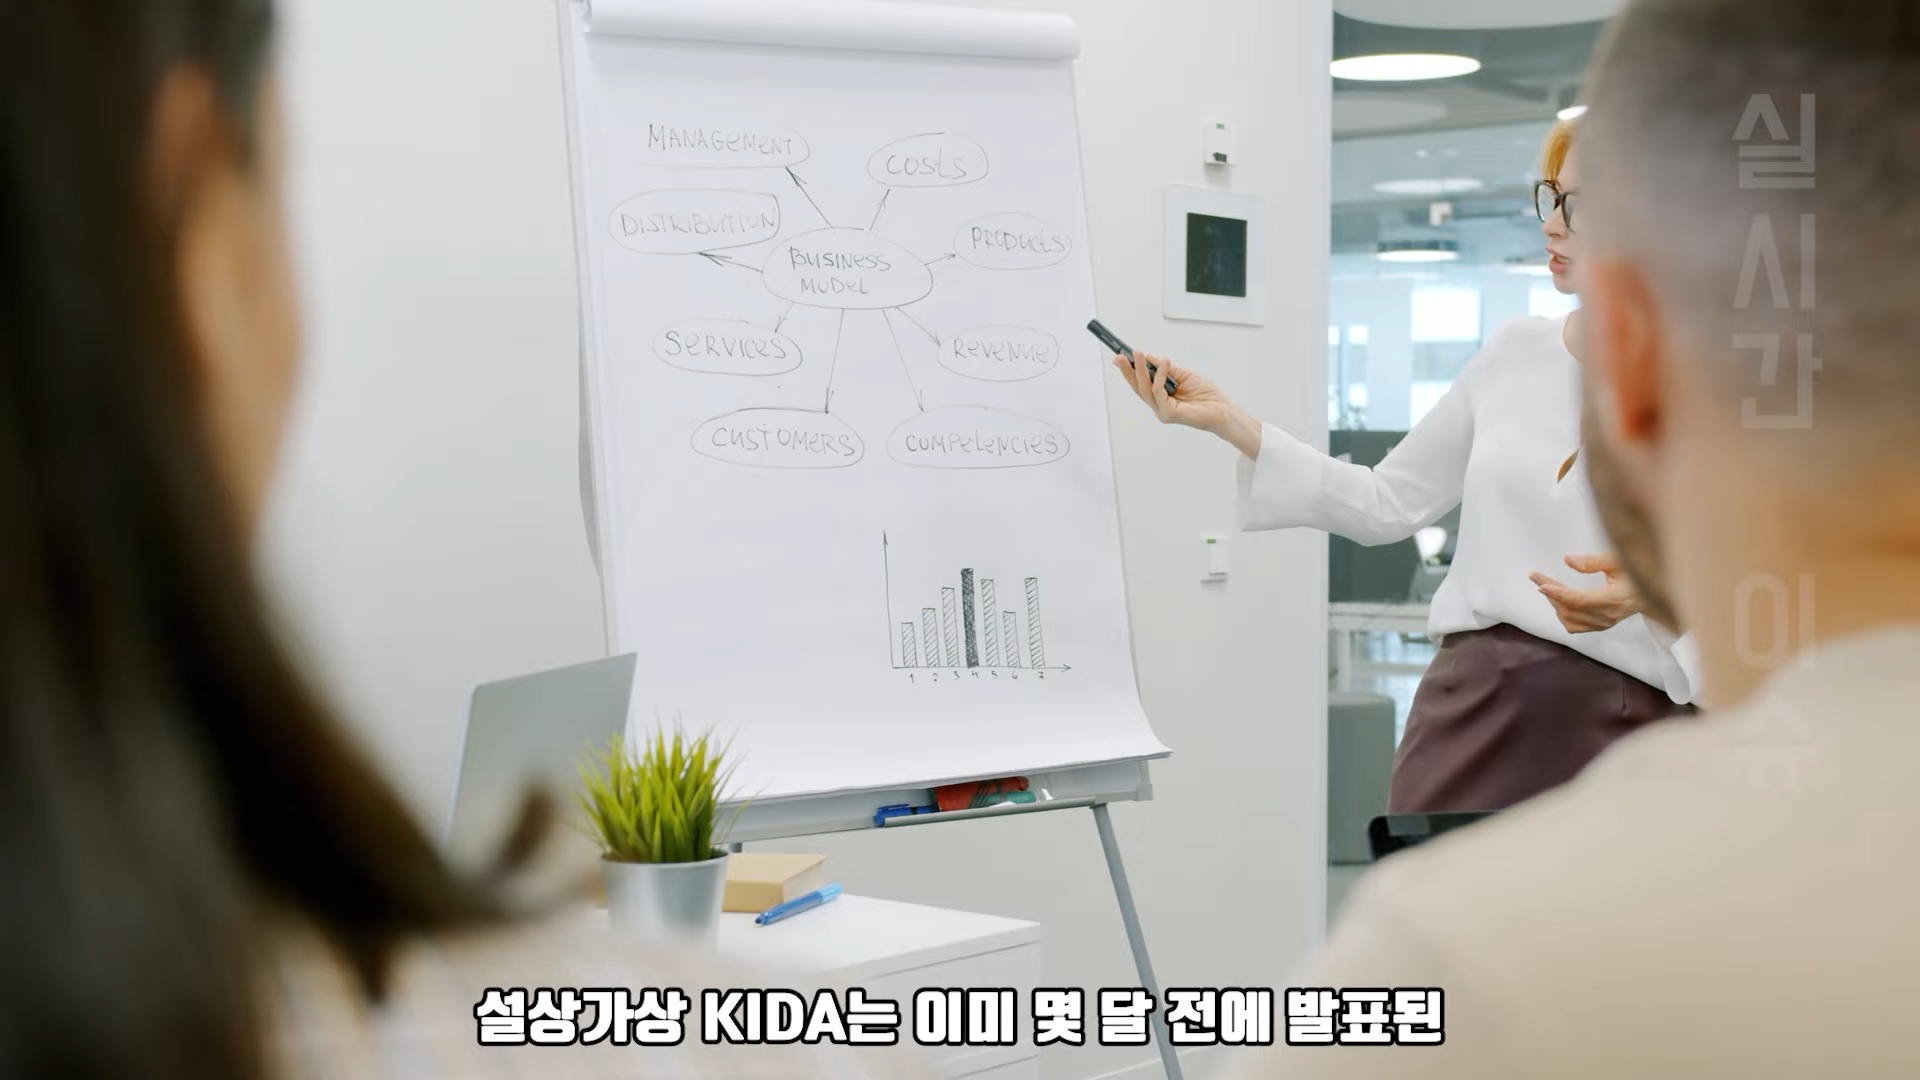 MANAGEMENT
COSTS
DISTRIBUTION
PRODUCTS
BUSINESS
MODEL
SERVICES
REVENUE
CUSTOMERS
COMPETENCIES
1 2 3 4 5 6 7
실시간
이슈
설상가상 KIDA는 이미 몇 달 전에 발표된